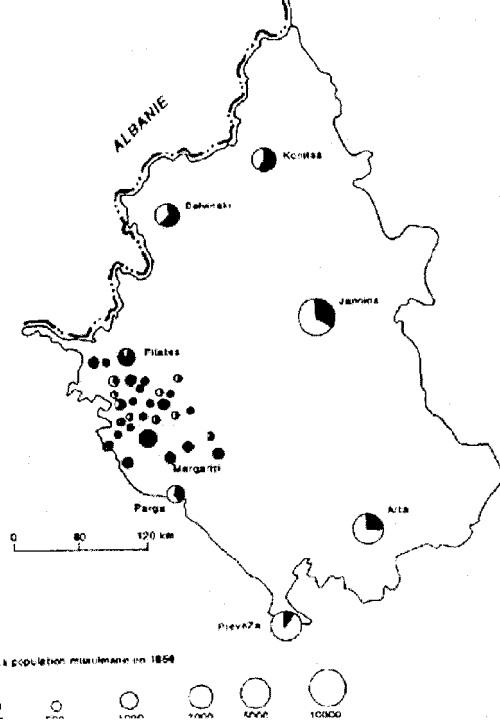 ALBANIE
Konitsa
Delvinaki
Jannina
Filates
Margariti
Parga
Arta
0 60 120 km
Preveza
a population musulmane en 1856
500 1000 2000 5000 10000